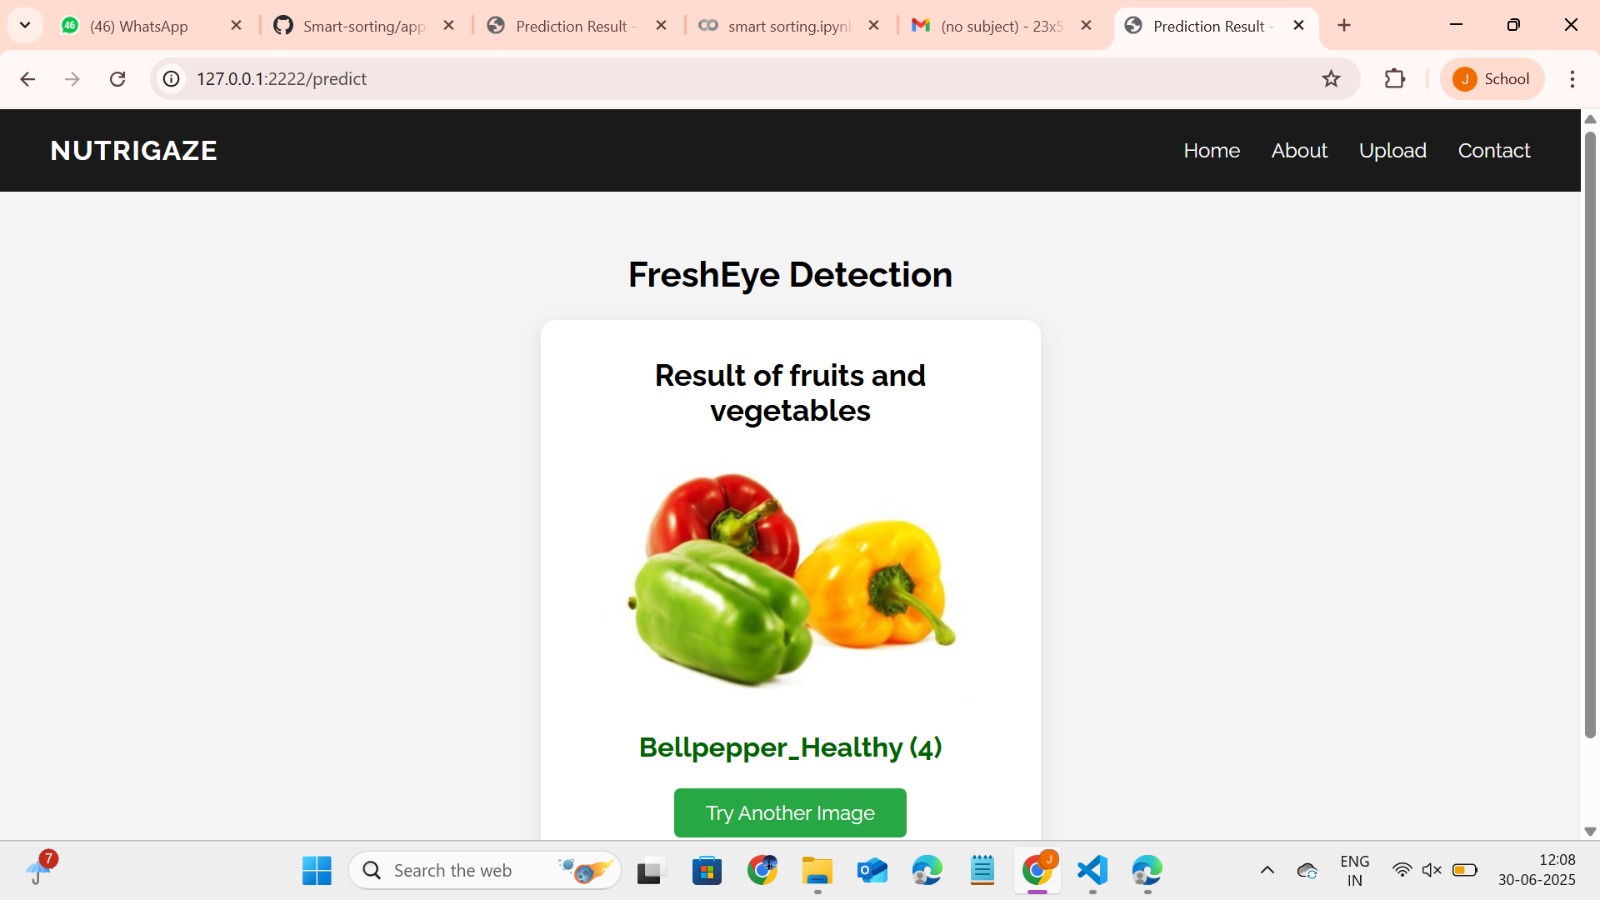 46
(46) WhatsApp
Smart-sorting/app
Prediction Result -
smart sorting.ipyn
(no subject) - 23x5
Prediction Result -
127.0.0.1:2222/predict
J
School
NUTRIGAZE
Home
About
Upload
Contact
FreshEye Detection
Result of fruits and
vegetables
Bellpepper_Healthy (4)
Try Another Image
7
Search the web
J
ENG
IN
12:08
30-06-2025